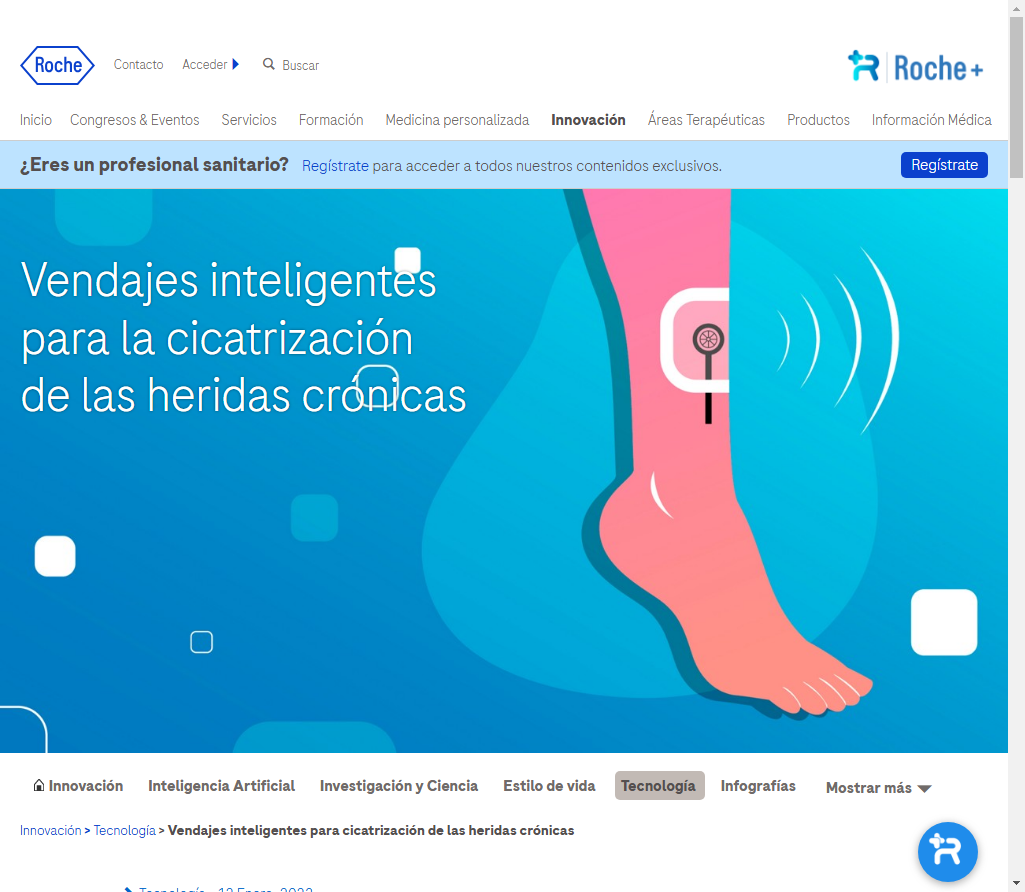 Roche
Contacto
Acceder
Buscar
Roche+
Inicio
Congresos & Eventos
Servicios
Formación
Medicina personalizada
Innovación
Áreas Terapéuticas
Productos
Información Médica
¿Eres un profesional sanitario? Regístrate para acceder a todos nuestros contenidos exclusivos.
Regístrate
Vendajes inteligentes
para la cicatrización
de las heridas crónicas
Innovación
Inteligencia Artificial
Investigación y Ciencia
Estilo de vida
Tecnología
Infografías
Mostrar más
Innovación > Tecnología > Vendajes inteligentes para cicatrización de las heridas crónicas